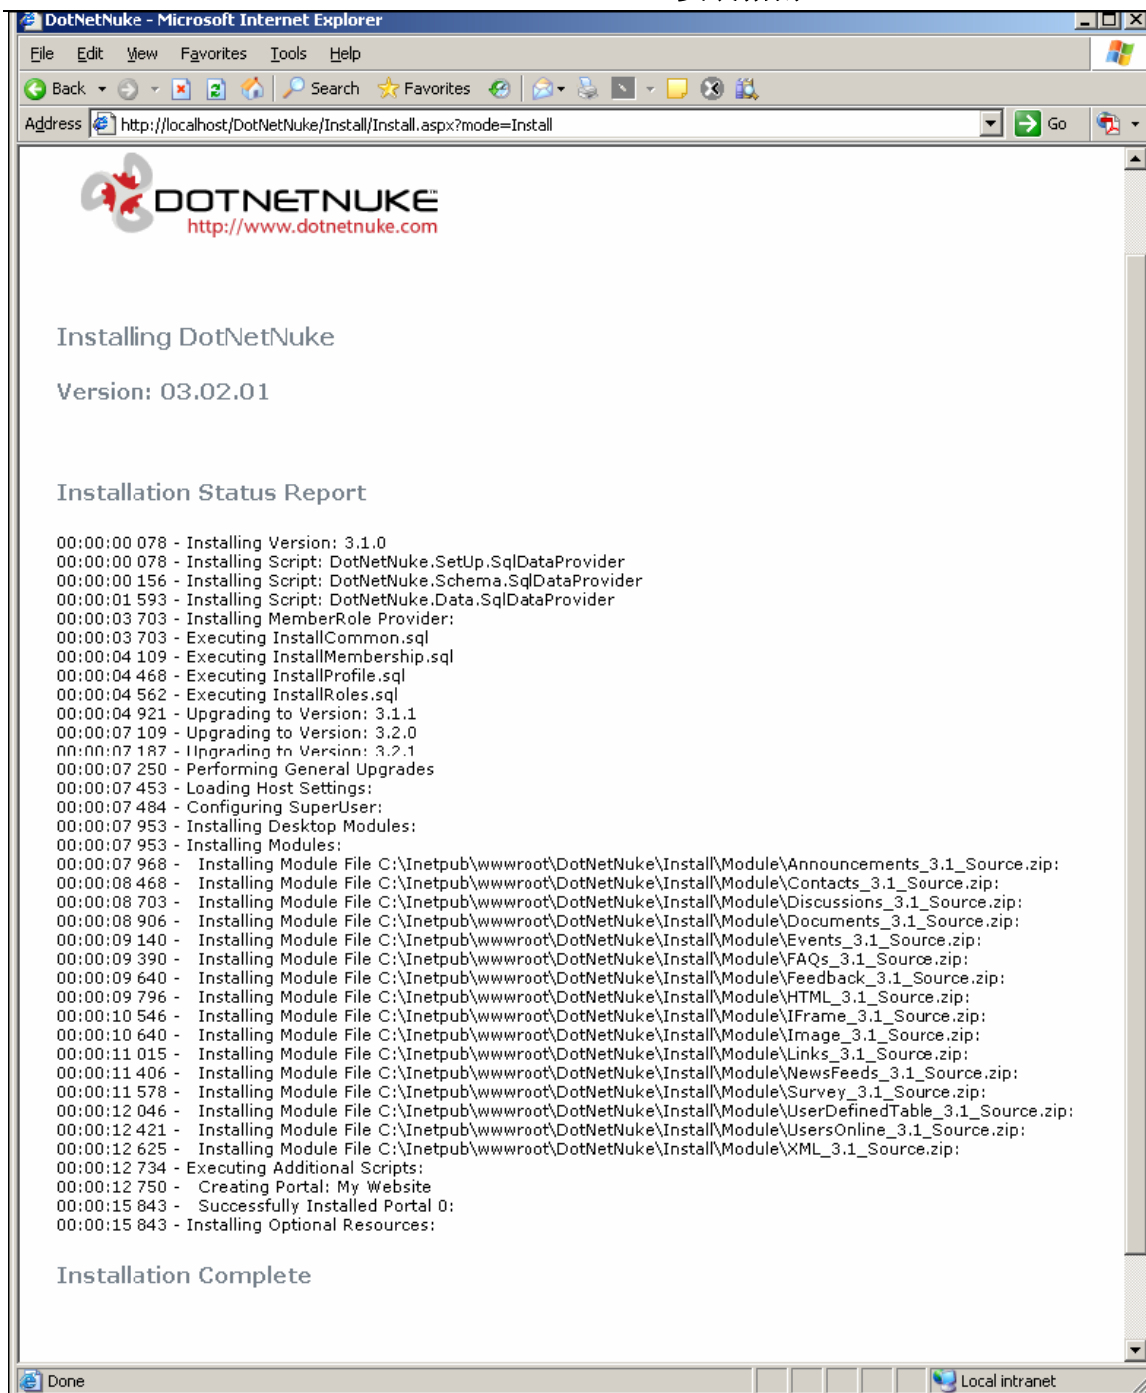 DotNetNuke - Microsoft Internet Explorer
File Edit View Favorites Tools Help
Back Search Favorites
Address http://localhost/DotNetNuke/Install/Install.aspx?mode=Install Go
DOTNETNUKE
http://www.dotnetnuke.com
Installing DotNetNuke
Version: 03.02.01
Installation Status Report
00:00:00 078 - Installing Version: 3.1.0
00:00:00 078 - Installing Script: DotNetNuke.SetUp.SqlDataProvider
00:00:00 156 - Installing Script: DotNetNuke.Schema.SqlDataProvider
00:00:01 593 - Installing Script: DotNetNuke.Data.SqlDataProvider
00:00:03 703 - Installing MemberRole Provider:
00:00:03 703 - Executing InstallCommon.sql
00:00:04 109 - Executing InstallMembership.sql
00:00:04 468 - Executing InstallProfile.sql
00:00:04 562 - Executing InstallRoles.sql
00:00:04 921 - Upgrading to Version: 3.1.1
00:00:07 109 - Upgrading to Version: 3.2.0
00:00:07 187 - Upgrading to Version: 3.2.1
00:00:07 250 - Performing General Upgrades
00:00:07 453 - Loading Host Settings:
00:00:07 484 - Configuring SuperUser:
00:00:07 953 - Installing Desktop Modules:
00:00:07 953 - Installing Modules:
00:00:07 968 - Installing Module File C:\Inetpub\wwwroot\DotNetNuke\Install\Module\Announcements_3.1_Source.zip:
00:00:08 468 - Installing Module File C:\Inetpub\wwwroot\DotNetNuke\Install\Module\Contacts_3.1_Source.zip:
00:00:08 703 - Installing Module File C:\Inetpub\wwwroot\DotNetNuke\Install\Module\Discussions_3.1_Source.zip:
00:00:08 906 - Installing Module File C:\Inetpub\wwwroot\DotNetNuke\Install\Module\Documents_3.1_Source.zip:
00:00:09 140 - Installing Module File C:\Inetpub\wwwroot\DotNetNuke\Install\Module\Events_3.1_Source.zip:
00:00:09 390 - Installing Module File C:\Inetpub\wwwroot\DotNetNuke\Install\Module\FAQs_3.1_Source.zip:
00:00:09 640 - Installing Module File C:\Inetpub\wwwroot\DotNetNuke\Install\Module\Feedback_3.1_Source.zip:
00:00:09 796 - Installing Module File C:\Inetpub\wwwroot\DotNetNuke\Install\Module\HTML_3.1_Source.zip:
00:00:10 546 - Installing Module File C:\Inetpub\wwwroot\DotNetNuke\Install\Module\IFrame_3.1_Source.zip:
00:00:10 640 - Installing Module File C:\Inetpub\wwwroot\DotNetNuke\Install\Module\Image_3.1_Source.zip:
00:00:11 015 - Installing Module File C:\Inetpub\wwwroot\DotNetNuke\Install\Module\Links_3.1_Source.zip:
00:00:11 406 - Installing Module File C:\Inetpub\wwwroot\DotNetNuke\Install\Module\NewsFeeds_3.1_Source.zip:
00:00:11 578 - Installing Module File C:\Inetpub\wwwroot\DotNetNuke\Install\Module\Survey_3.1_Source.zip:
00:00:12 046 - Installing Module File C:\Inetpub\wwwroot\DotNetNuke\Install\Module\UserDefinedTable_3.1_Source.zip:
00:00:12 421 - Installing Module File C:\Inetpub\wwwroot\DotNetNuke\Install\Module\UsersOnline_3.1_Source.zip:
00:00:12 625 - Installing Module File C:\Inetpub\wwwroot\DotNetNuke\Install\Module\XML_3.1_Source.zip:
00:00:12 734 - Executing Additional Scripts:
00:00:12 750 - Creating Portal: My Website
00:00:15 843 - Successfully Installed Portal 0:
00:00:15 843 - Installing Optional Resources:
Installation Complete
Done Local intranet